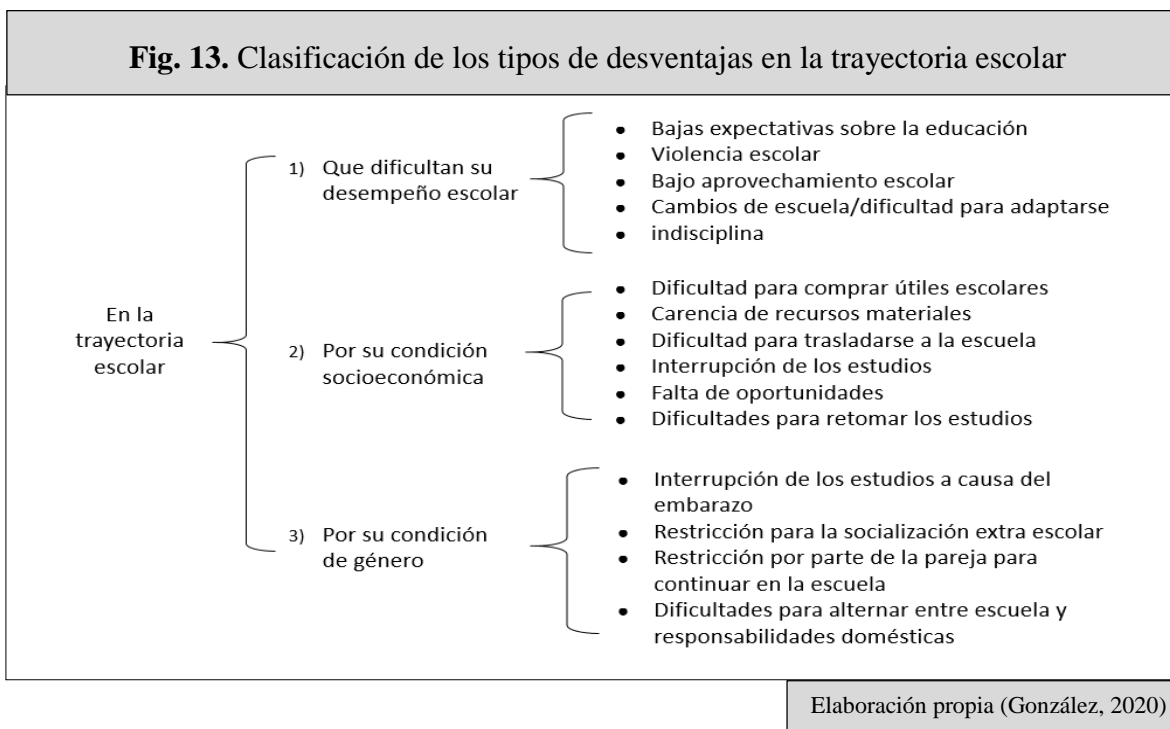 Fig. 13. Clasificación de los tipos de desventajas en la trayectoria escolar
En la
trayectoria
escolar
1) Que dificultan su
desempeño escolar
• Bajas expectativas sobre la educación
• Violencia escolar
• Bajo aprovechamiento escolar
• Cambios de escuela/dificultad para adaptarse
• indisciplina
2) Por su condición
socioeconómica
• Dificultad para comprar útiles escolares
• Carencia de recursos materiales
• Dificultad para trasladarse a la escuela
• Interrupción de los estudios
• Falta de oportunidades
• Dificultades para retomar los estudios
3) Por su condición
de género
• Interrupción de los estudios a causa del
embarazo
• Restricción para la socialización extra escolar
• Restricción por parte de la pareja para
continuar en la escuela
• Dificultades para alternar entre escuela y
responsabilidades domésticas
Elaboración propia (González, 2020)